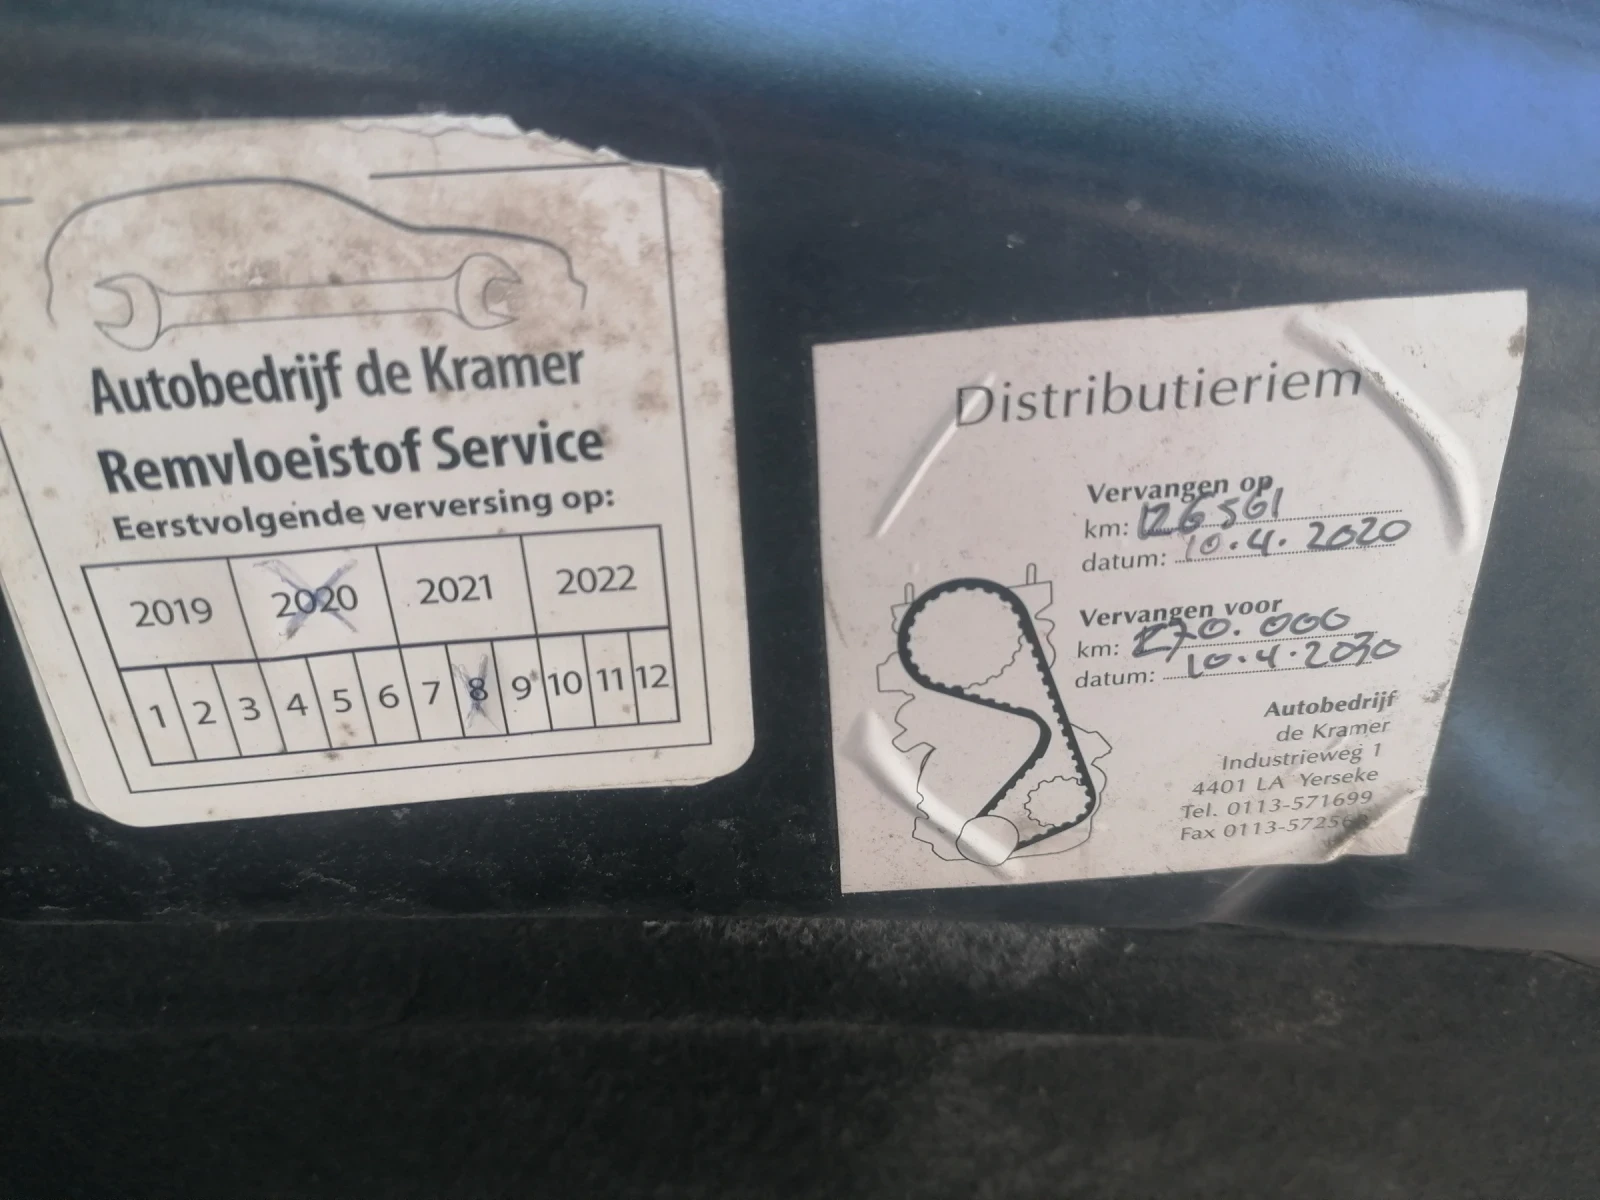 Autobedrijf de Kramer
Remvloeistof Service
Eerstvolgende verversing op:
2019 2020 2021 2022
1 2 3 4 5 6 7 8 9 10 11 12
Distributieriem
Vervangen op
km: 126561
datum: 10.4.2020
Vervangen voor
km: 270.000
datum: 10.4.2030
Autobedrijf
de Kramer
Industrieweg 1
4401 LA Yerseke
Tel. 0113-571699
Fax